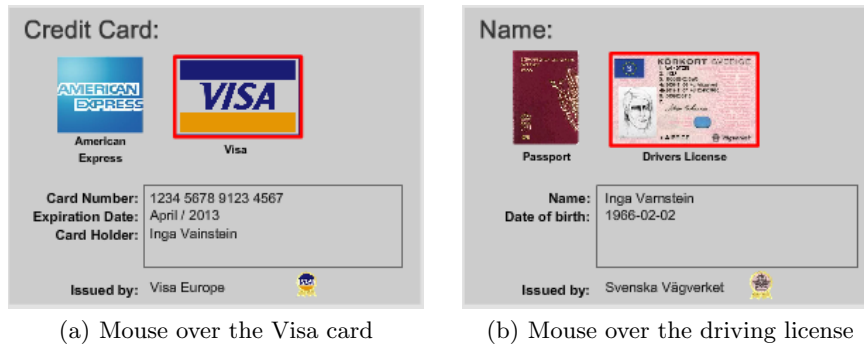 Credit Card:
AMERICAN
EXPRESS
VISA
American
Express
Visa
Card Number: 1234 5678 9123 4567
Expiration Date: April / 2013
Card Holder: Inga Vainstein
Issued by: Visa Europe
(a) Mouse over the Visa card
Name:
KÖRKORT SVERIGE
Passport
Drivers License
Name: Inga Varnstein
Date of birth: 1966-02-02
Issued by: Svenska Vägverket
(b) Mouse over the driving license